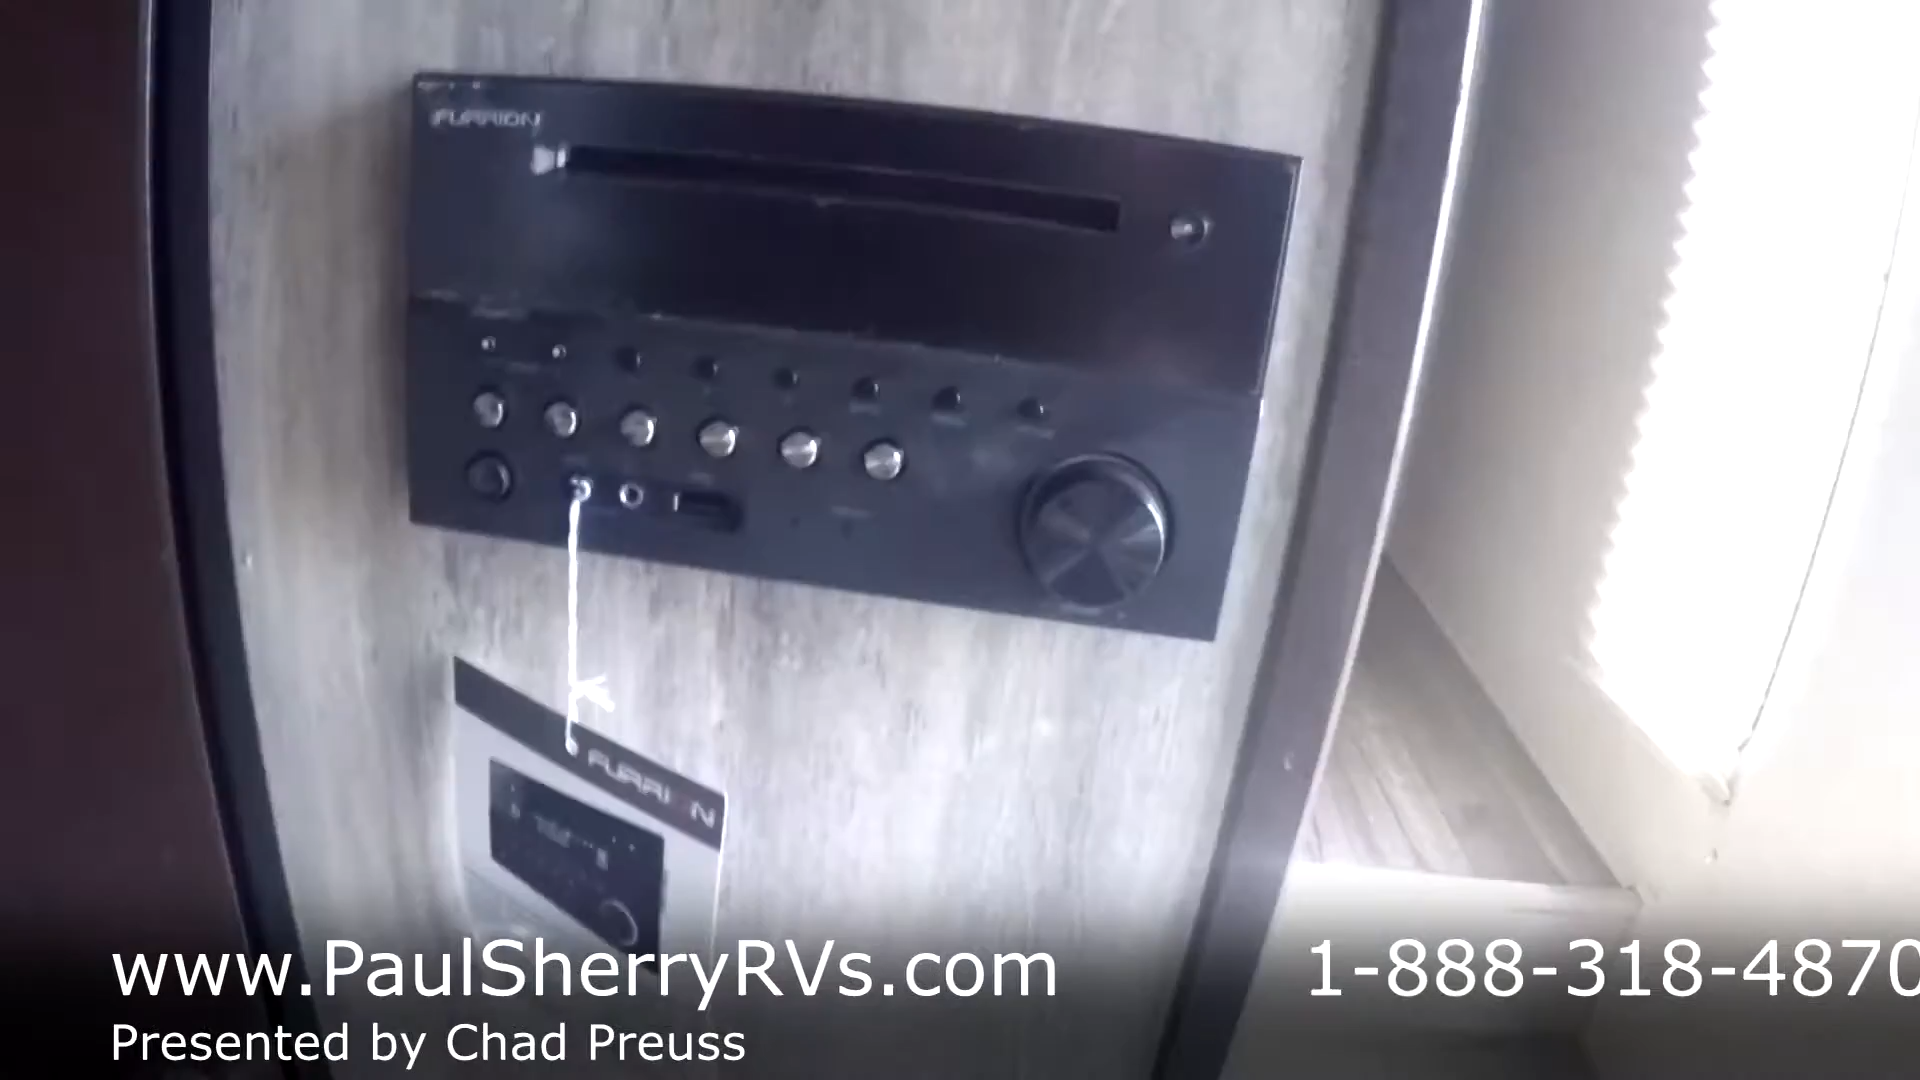 FURRION
FURRION
www.PaulSherryRVs.com
1-888-318-4870
Presented by Chad Preuss